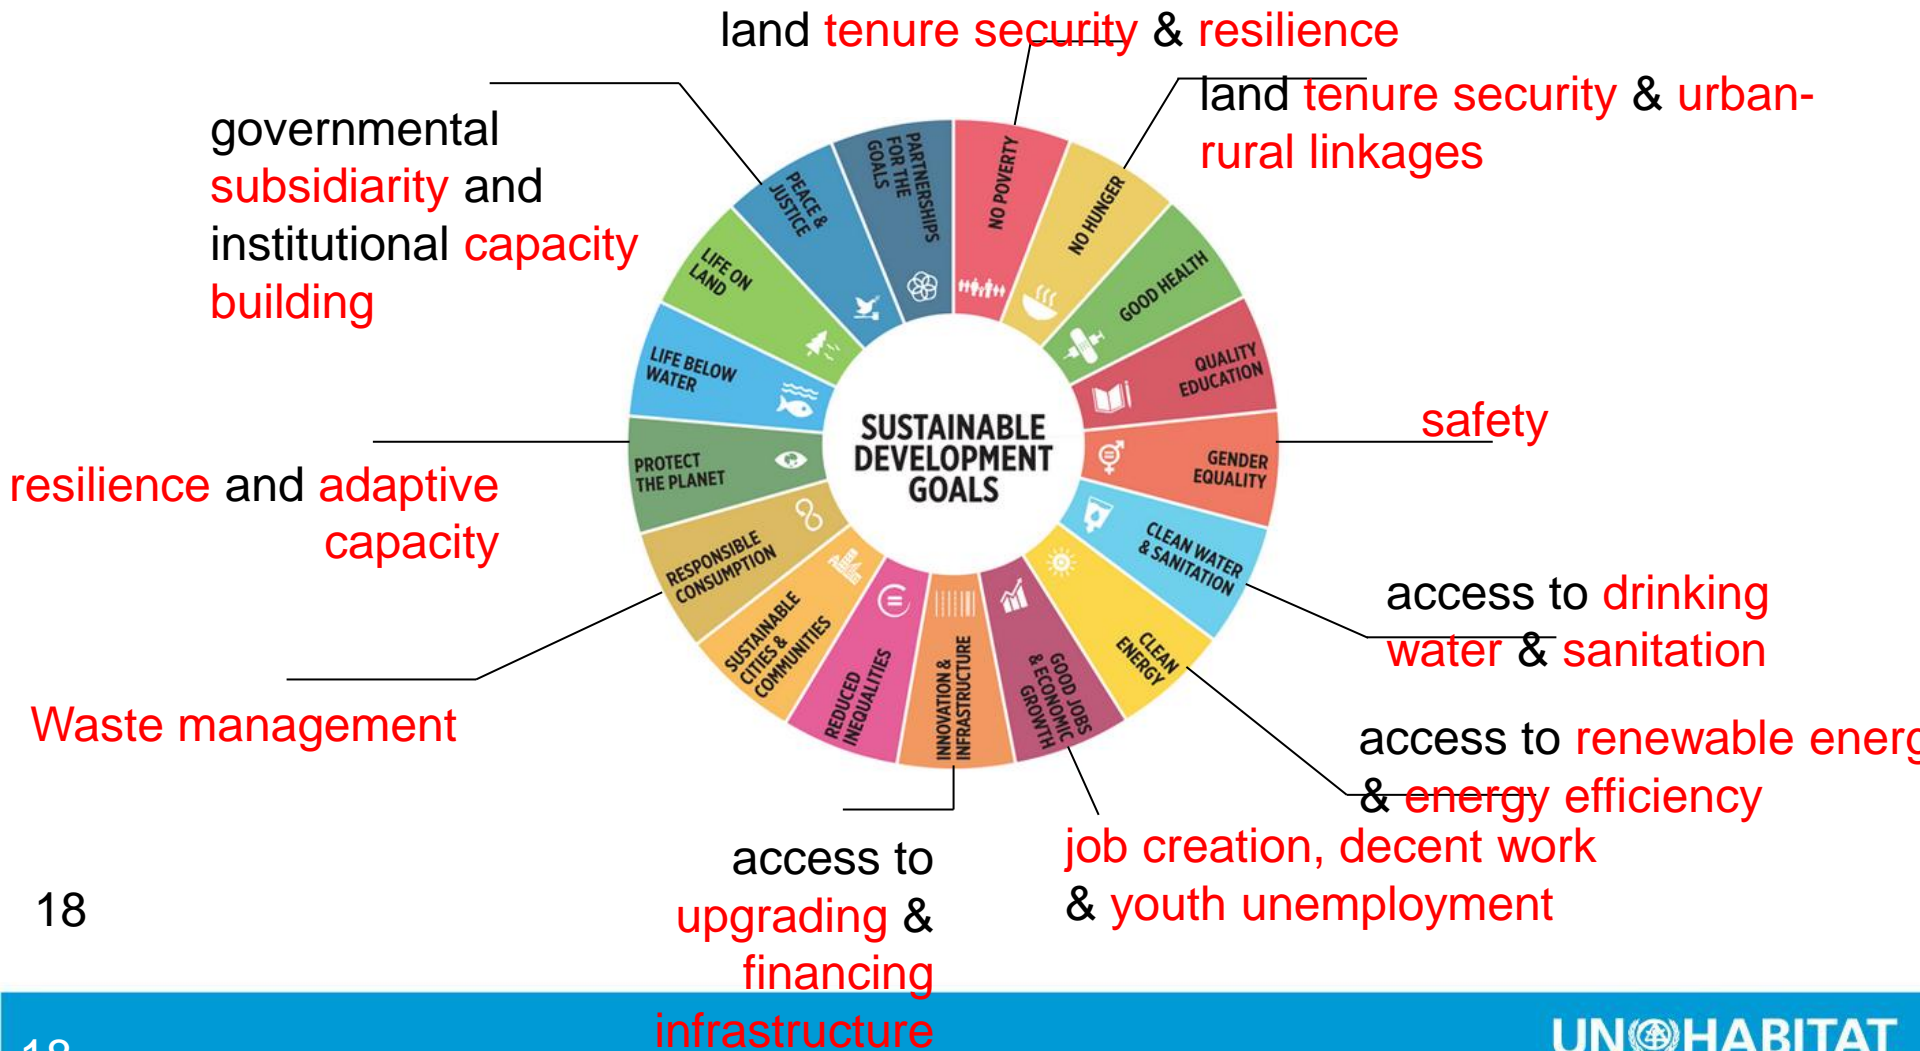 land tenure security & resilience
land tenure security & urban-
rural linkages
governmental
subsidiarity and
institutional capacity
building
PARTNERSHIPS
FOR THE
GOALS
NO POVERTY
NO HUNGER
GOOD HEALTH
QUALITY
EDUCATION
GENDER
EQUALITY
CLEAN WATER
& SANITATION
CLEAN
ENERGY
GOOD JOBS
& ECONOMIC
GROWTH
INNOVATION &
INFRASTRUCTURE
REDUCED
INEQUALITIES
SUSTAINABLE
CITIES &
COMMUNITIES
RESPONSIBLE
CONSUMPTION
PROTECT
THE PLANET
LIFE BELOW
WATER
LIFE ON
LAND
PEACE &
JUSTICE
SUSTAINABLE
DEVELOPMENT
GOALS
safety
resilience and adaptive
capacity
access to drinking
water & sanitation
Waste management
access to renewable energ
& energy efficiency
job creation, decent work
& youth unemployment
access to
upgrading &
financing
infrastructure
18
18
UN HABITAT